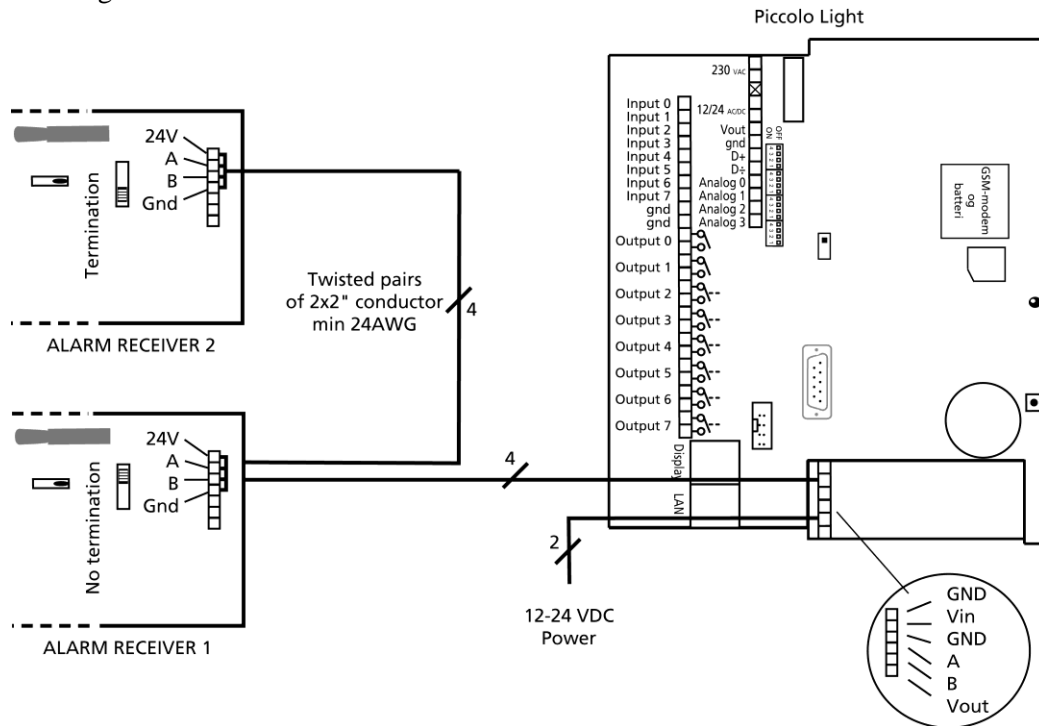 Piccolo Light
230 VAC
12/24 AC/DC
Vout
gnd
D+
D÷
Analog 0
Analog 1
Analog 2
Analog 3
OFF
ON
Input 0
Input 1
Input 2
Input 3
Input 4
Input 5
Input 6
Input 7
gnd
gnd
Output 0
Output 1
Output 2
Output 3
Output 4
Output 5
Output 6
Output 7
Display
LAN
GSM-modem
og
batteri
Termination
24V
A
B
Gnd
ALARM RECEIVER 2
Twisted pairs
of 2x2" conductor
min 24AWG
4
No termination
24V
A
B
Gnd
ALARM RECEIVER 1
4
2
12-24 VDC
Power
GND
Vin
GND
A
B
Vout